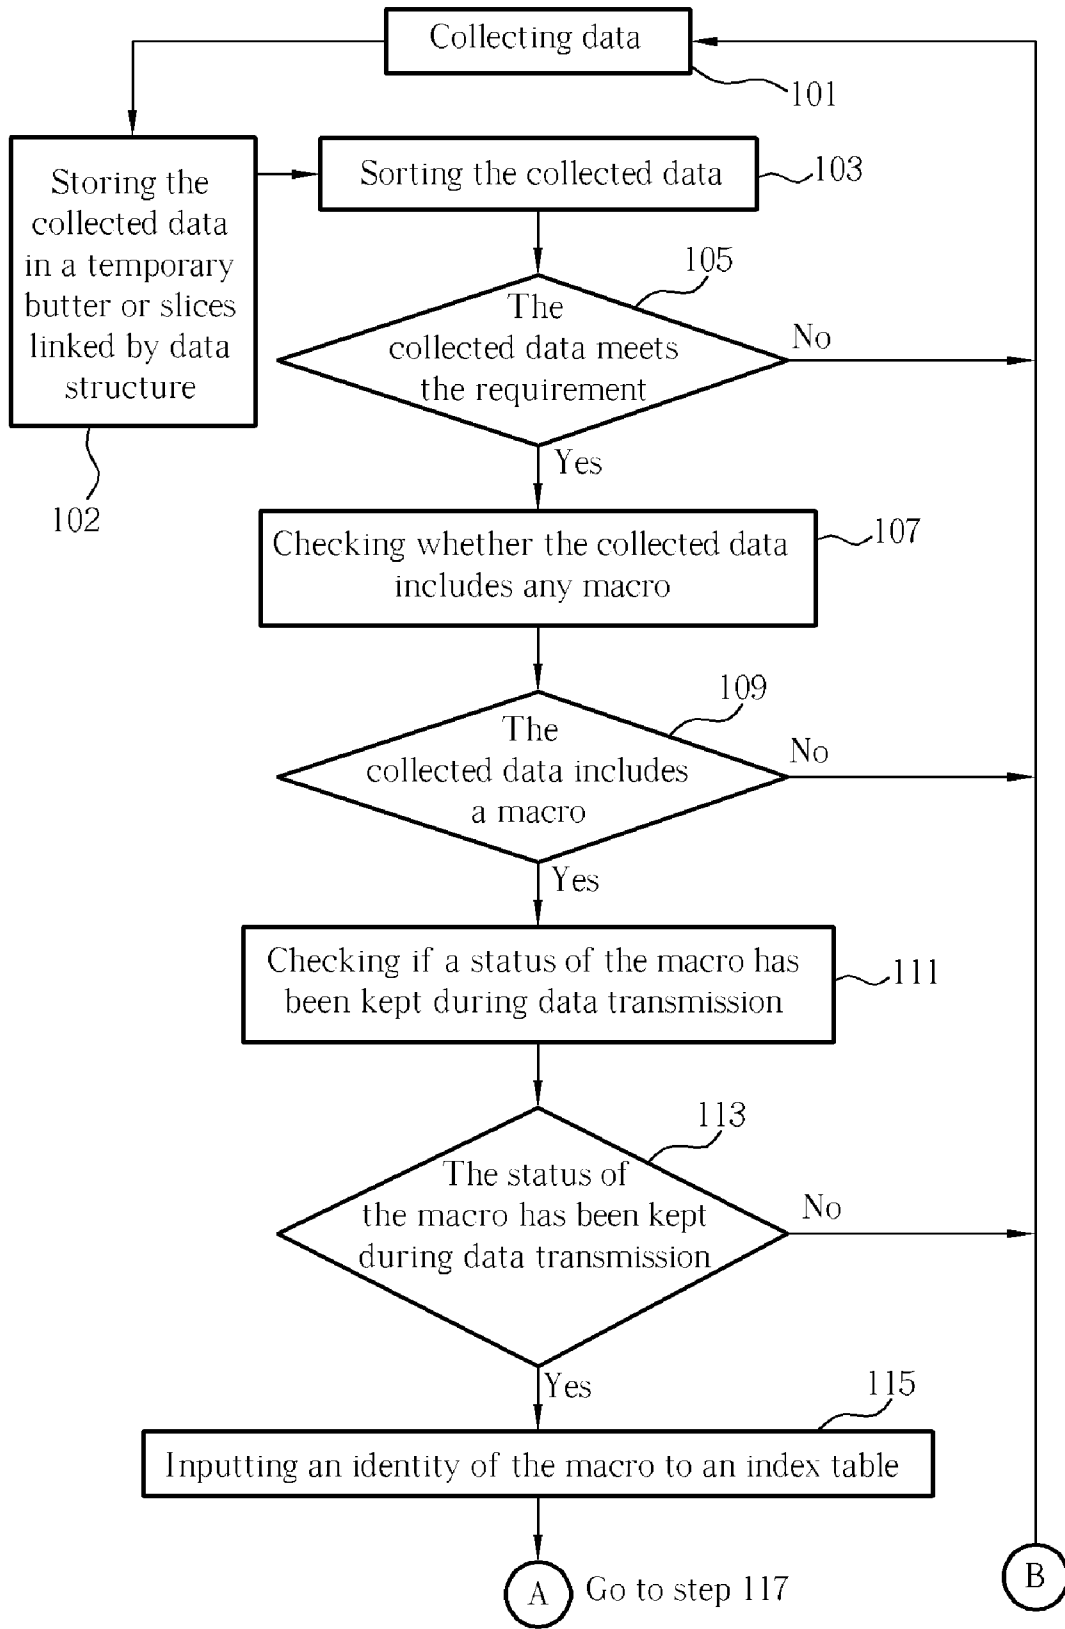 Collecting data
101
Storing the
collected data
in a temporary
butter or slices
linked by data
structure
102
Sorting the collected data
103
105
The
collected data meets
the requirement
No
Yes
Checking whether the collected data
includes any macro
107
109
The
collected data includes
a macro
No
Yes
Checking if a status of the macro has
been kept during data transmission
111
113
The status of
the macro has been kept
during data transmission
No
Yes
115
Inputting an identity of the macro to an index table
A
Go to step 117
B